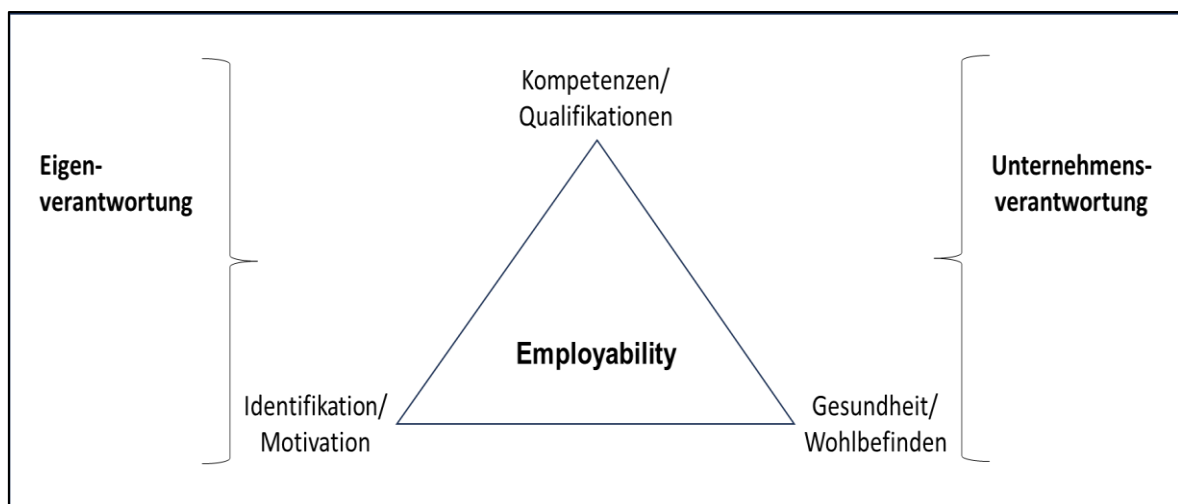 Kompetenzen/
Qualifikationen
Eigen-
verantwortung
Unternehmens-
verantwortung
Employability
Identifikation/
Motivation
Gesundheit/
Wohlbefinden